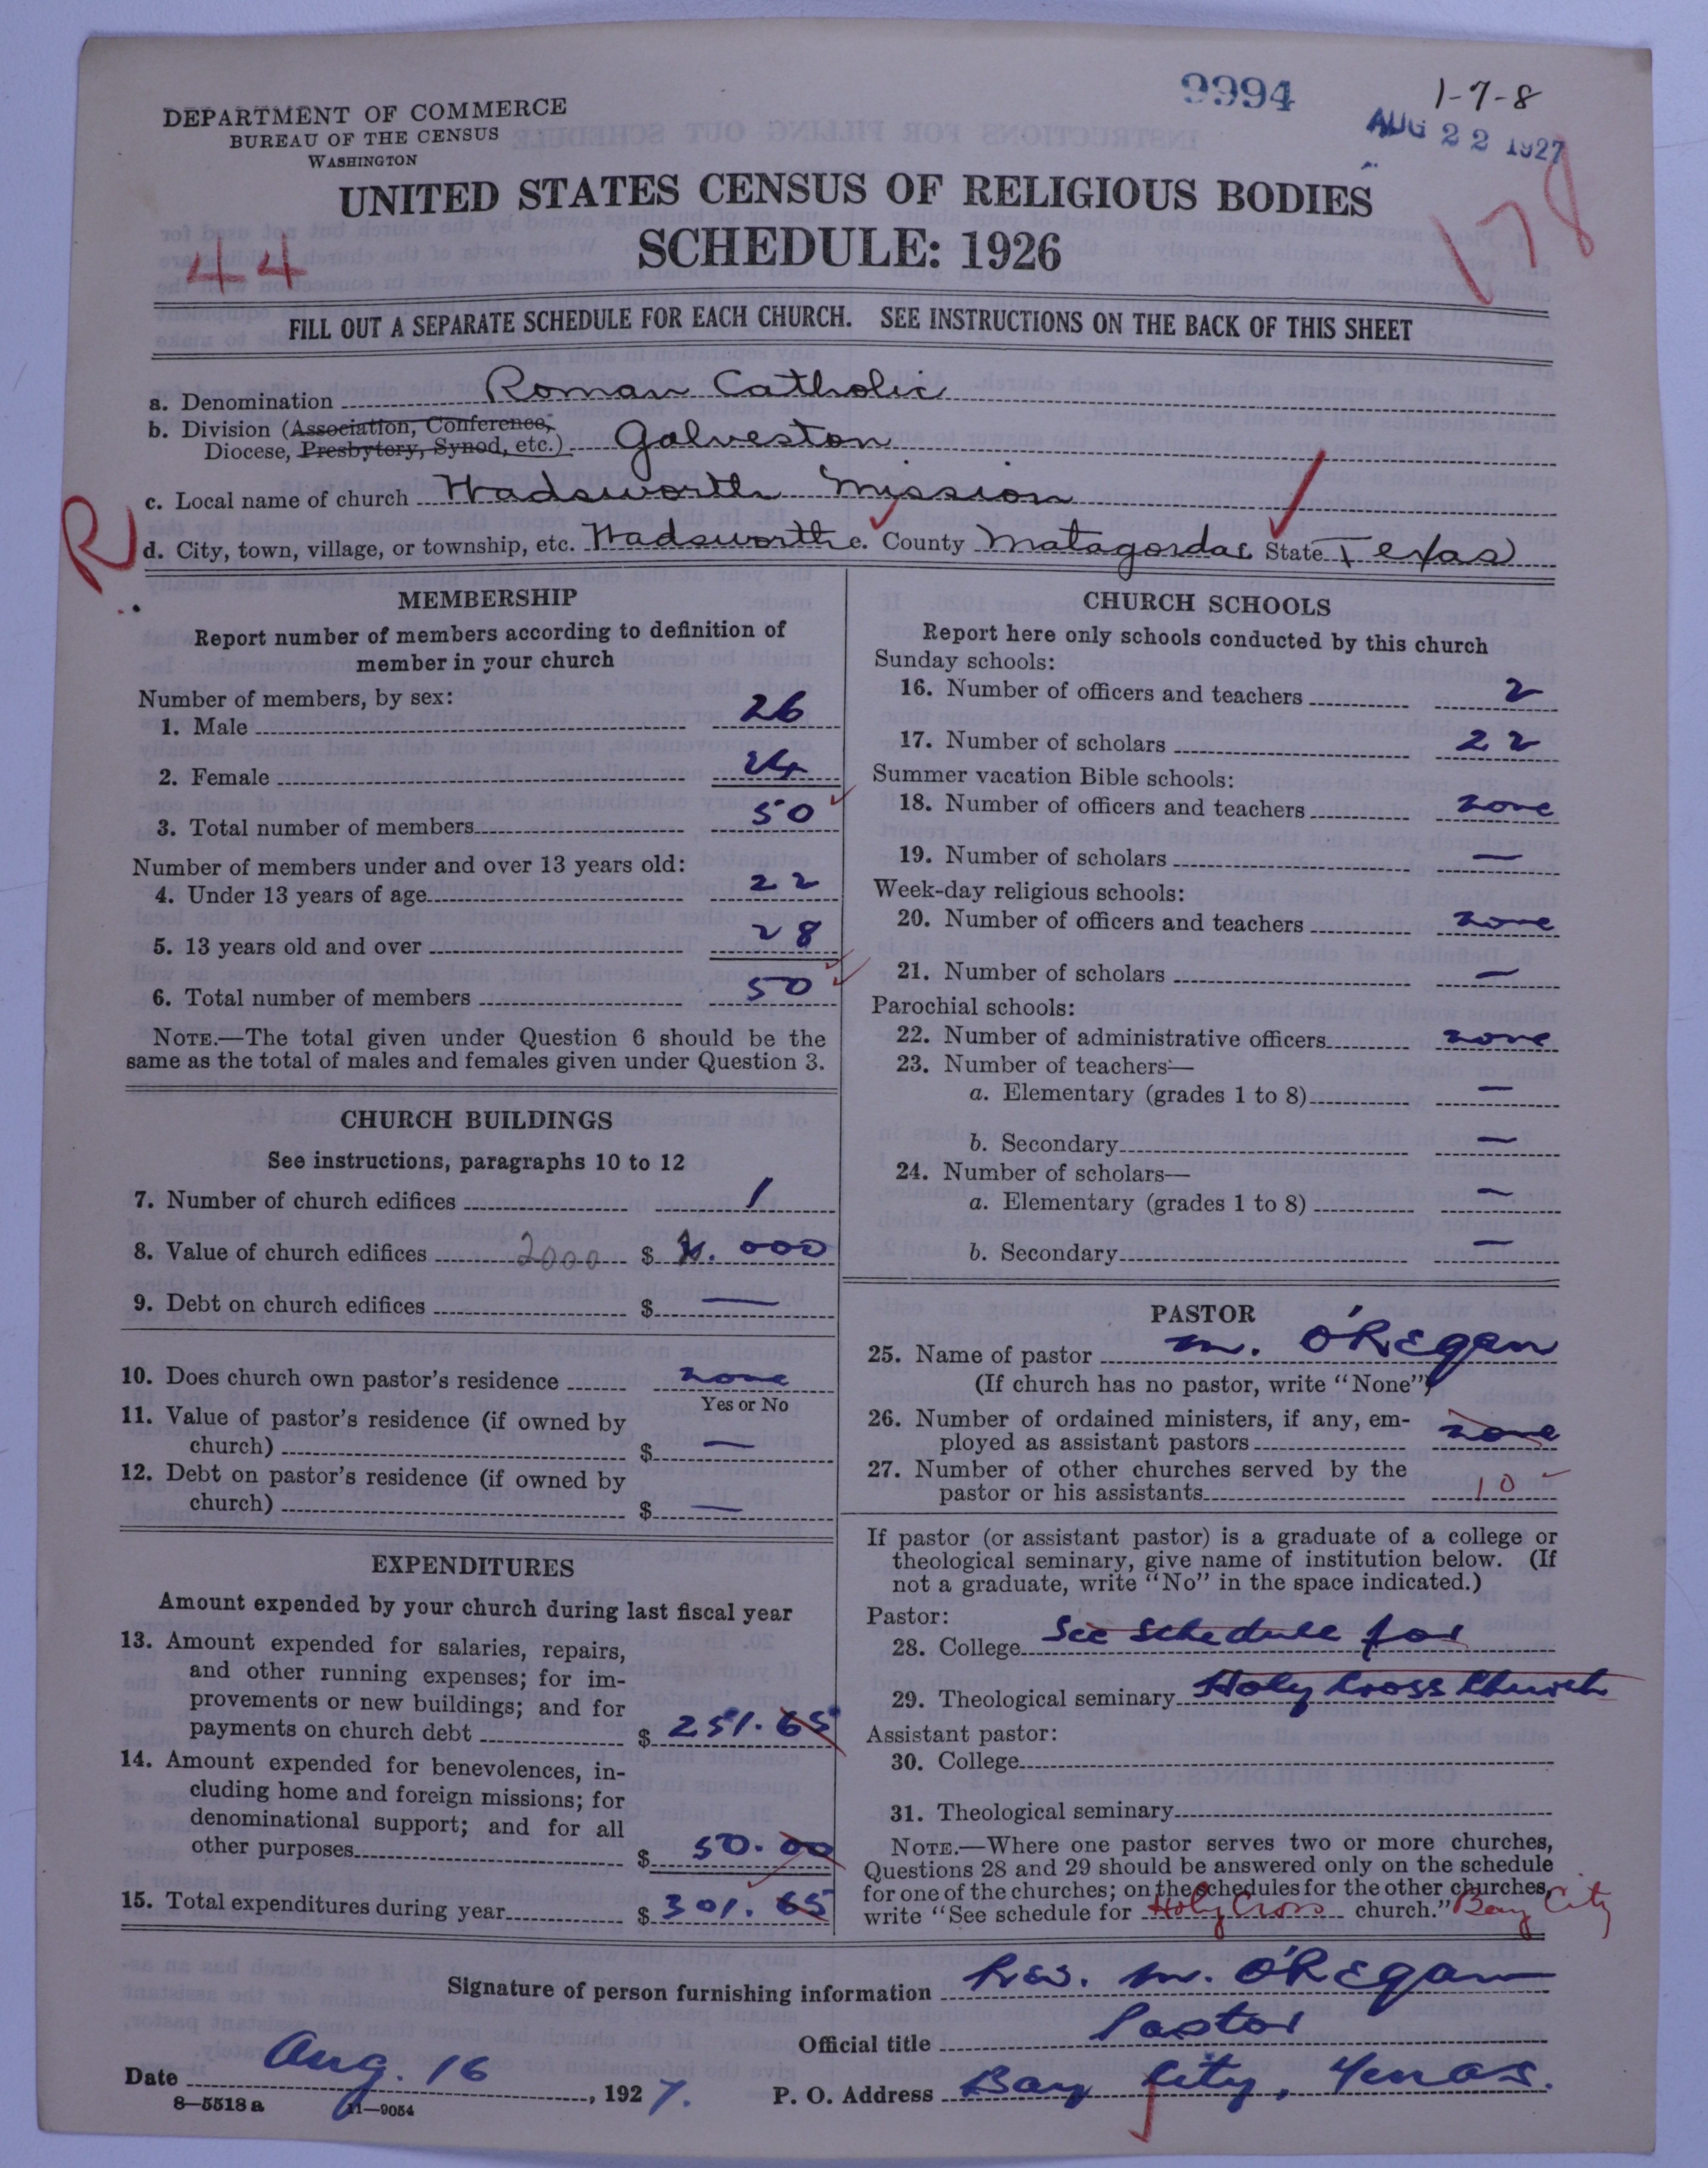 9994
1-7-8
AUG 22 1927
DEPARTMENT OF COMMERCE
BUREAU OF THE CENSUS
WASHINGTON
UNITED STATES CENSUS OF RELIGIOUS BODIES
SCHEDULE: 1926
44
178
FILL OUT A SEPARATE SCHEDULE FOR EACH CHURCH. SEE INSTRUCTIONS ON THE BACK OF THIS SHEET
a. Denomination Roman Catholic
b. Division (Association, Conference,
Diocese, Presbytery, Synod, etc.) Galveston
c. Local name of church Wadsworth Mission
R
d. City, town, village, or township, etc. Wadsworth e. County Matagorda f. State Texas
MEMBERSHIP
Report number of members according to definition of
member in your church
Number of members, by sex:
1. Male 26
2. Female 24
3. Total number of members 50
Number of members under and over 13 years old:
4. Under 13 years of age 22
5. 13 years old and over 28
6. Total number of members 50
NOTE.—The total given under Question 6 should be the
same as the total of males and females given under Question 3.
CHURCH BUILDINGS
See instructions, paragraphs 10 to 12
7. Number of church edifices 1
8. Value of church edifices 2000 $ 2.000
9. Debt on church edifices $ —
10. Does church own pastor's residence none
Yes or No
11. Value of pastor's residence (if owned by
church) $ —
12. Debt on pastor's residence (if owned by
church) $ —
EXPENDITURES
Amount expended by your church during last fiscal year
13. Amount expended for salaries, repairs,
and other running expenses; for im-
provements or new buildings; and for
payments on church debt $ 251.65
14. Amount expended for benevolences, in-
cluding home and foreign missions; for
denominational support; and for all
other purposes $ 50.00
15. Total expenditures during year $ 301.65
CHURCH SCHOOLS
Report here only schools conducted by this church
Sunday schools:
16. Number of officers and teachers 2
17. Number of scholars 22
Summer vacation Bible schools:
18. Number of officers and teachers none
19. Number of scholars —
Week-day religious schools:
20. Number of officers and teachers none
21. Number of scholars —
Parochial schools:
22. Number of administrative officers none
23. Number of teachers—
a. Elementary (grades 1 to 8) —
b. Secondary —
24. Number of scholars—
a. Elementary (grades 1 to 8) —
b. Secondary —
PASTOR
25. Name of pastor M. O'Regan
(If church has no pastor, write "None")
26. Number of ordained ministers, if any, em-
ployed as assistant pastors none
27. Number of other churches served by the
pastor or his assistants 10
If pastor (or assistant pastor) is a graduate of a college or
theological seminary, give name of institution below. (If
not a graduate, write "No" in the space indicated.)
Pastor:
28. College See schedule for
29. Theological seminary Holy Cross Church
Assistant pastor:
30. College
31. Theological seminary
NOTE.—Where one pastor serves two or more churches,
Questions 28 and 29 should be answered only on the schedule
for one of the churches; on the schedules for the other churches,
write "See schedule for Holy Cross church." Bay City
Signature of person furnishing information Rev. M. O'Regan
Official title Pastor
Date Aug. 16, 1927. P. O. Address Bay City, Texas.
8—5518 a 11—9054